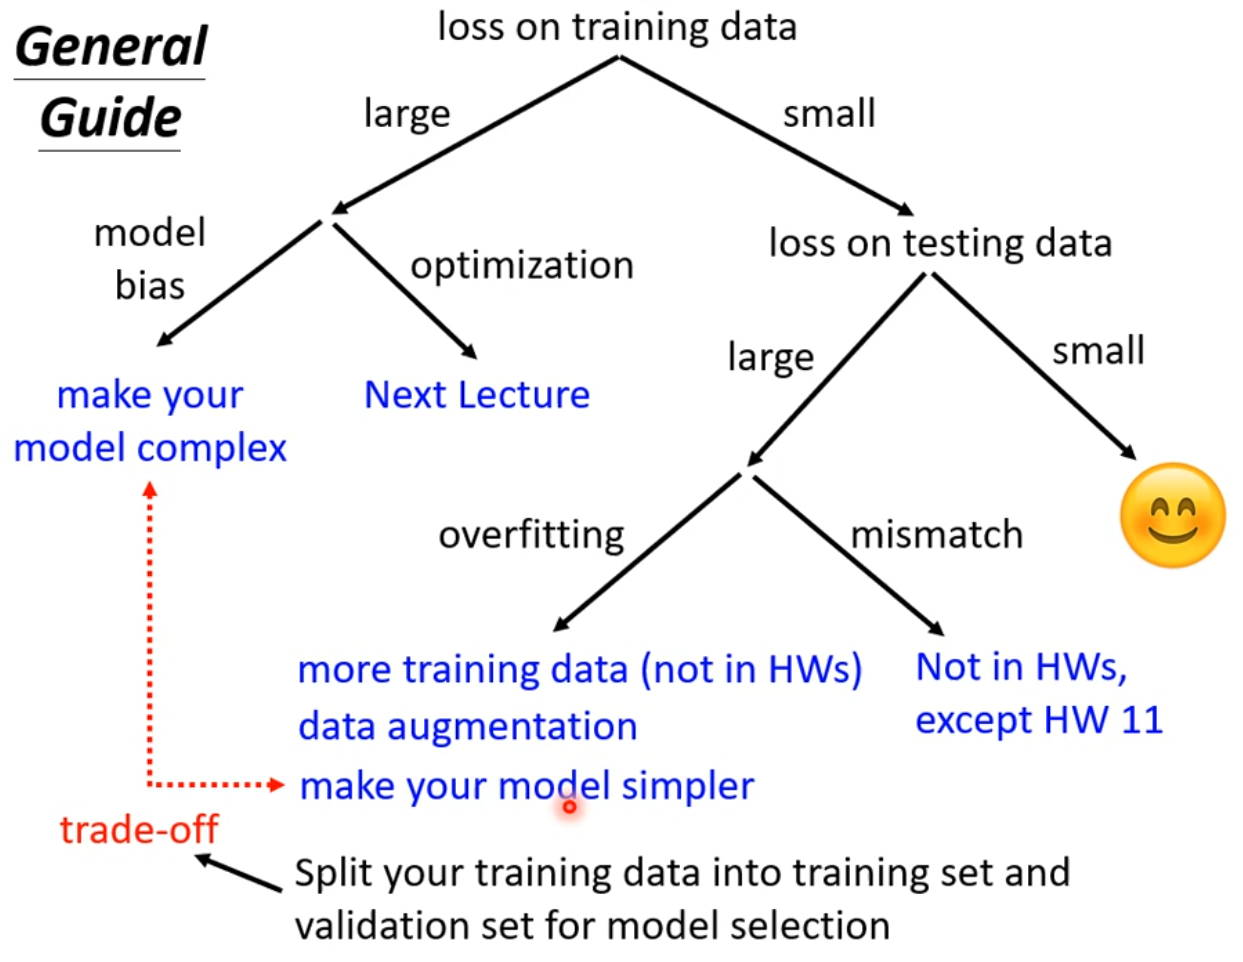 General
Guide
loss on training data
large
small
model
bias
optimization
loss on testing data
make your
model complex
Next Lecture
large
small
overfitting
mismatch
more training data (not in HWs)
data augmentation
make your model simpler
Not in HWs,
except HW 11
trade-off
Split your training data into training set and
validation set for model selection